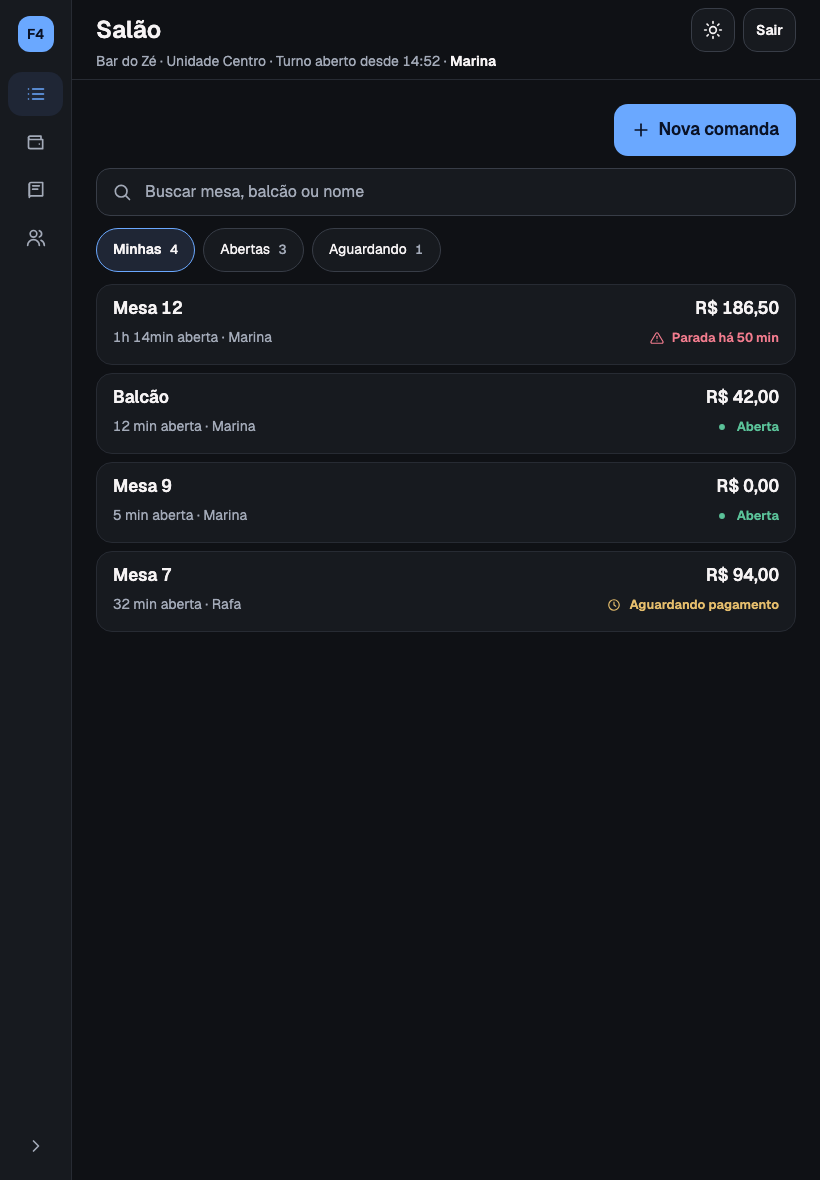 F4
Salão
Sair
Bar do Zé · Unidade Centro · Turno aberto desde 14:52 · Marina
Nova comanda
Buscar mesa, balcão ou nome
Minhas 4
Abertas 3
Aguardando 1
Mesa 12
R$ 186,50
1h 14min aberta · Marina
Parada há 50 min
Balcão
R$ 42,00
12 min aberta · Marina
Aberta
Mesa 9
R$ 0,00
5 min aberta · Marina
Aberta
Mesa 7
R$ 94,00
32 min aberta · Rafa
Aguardando pagamento